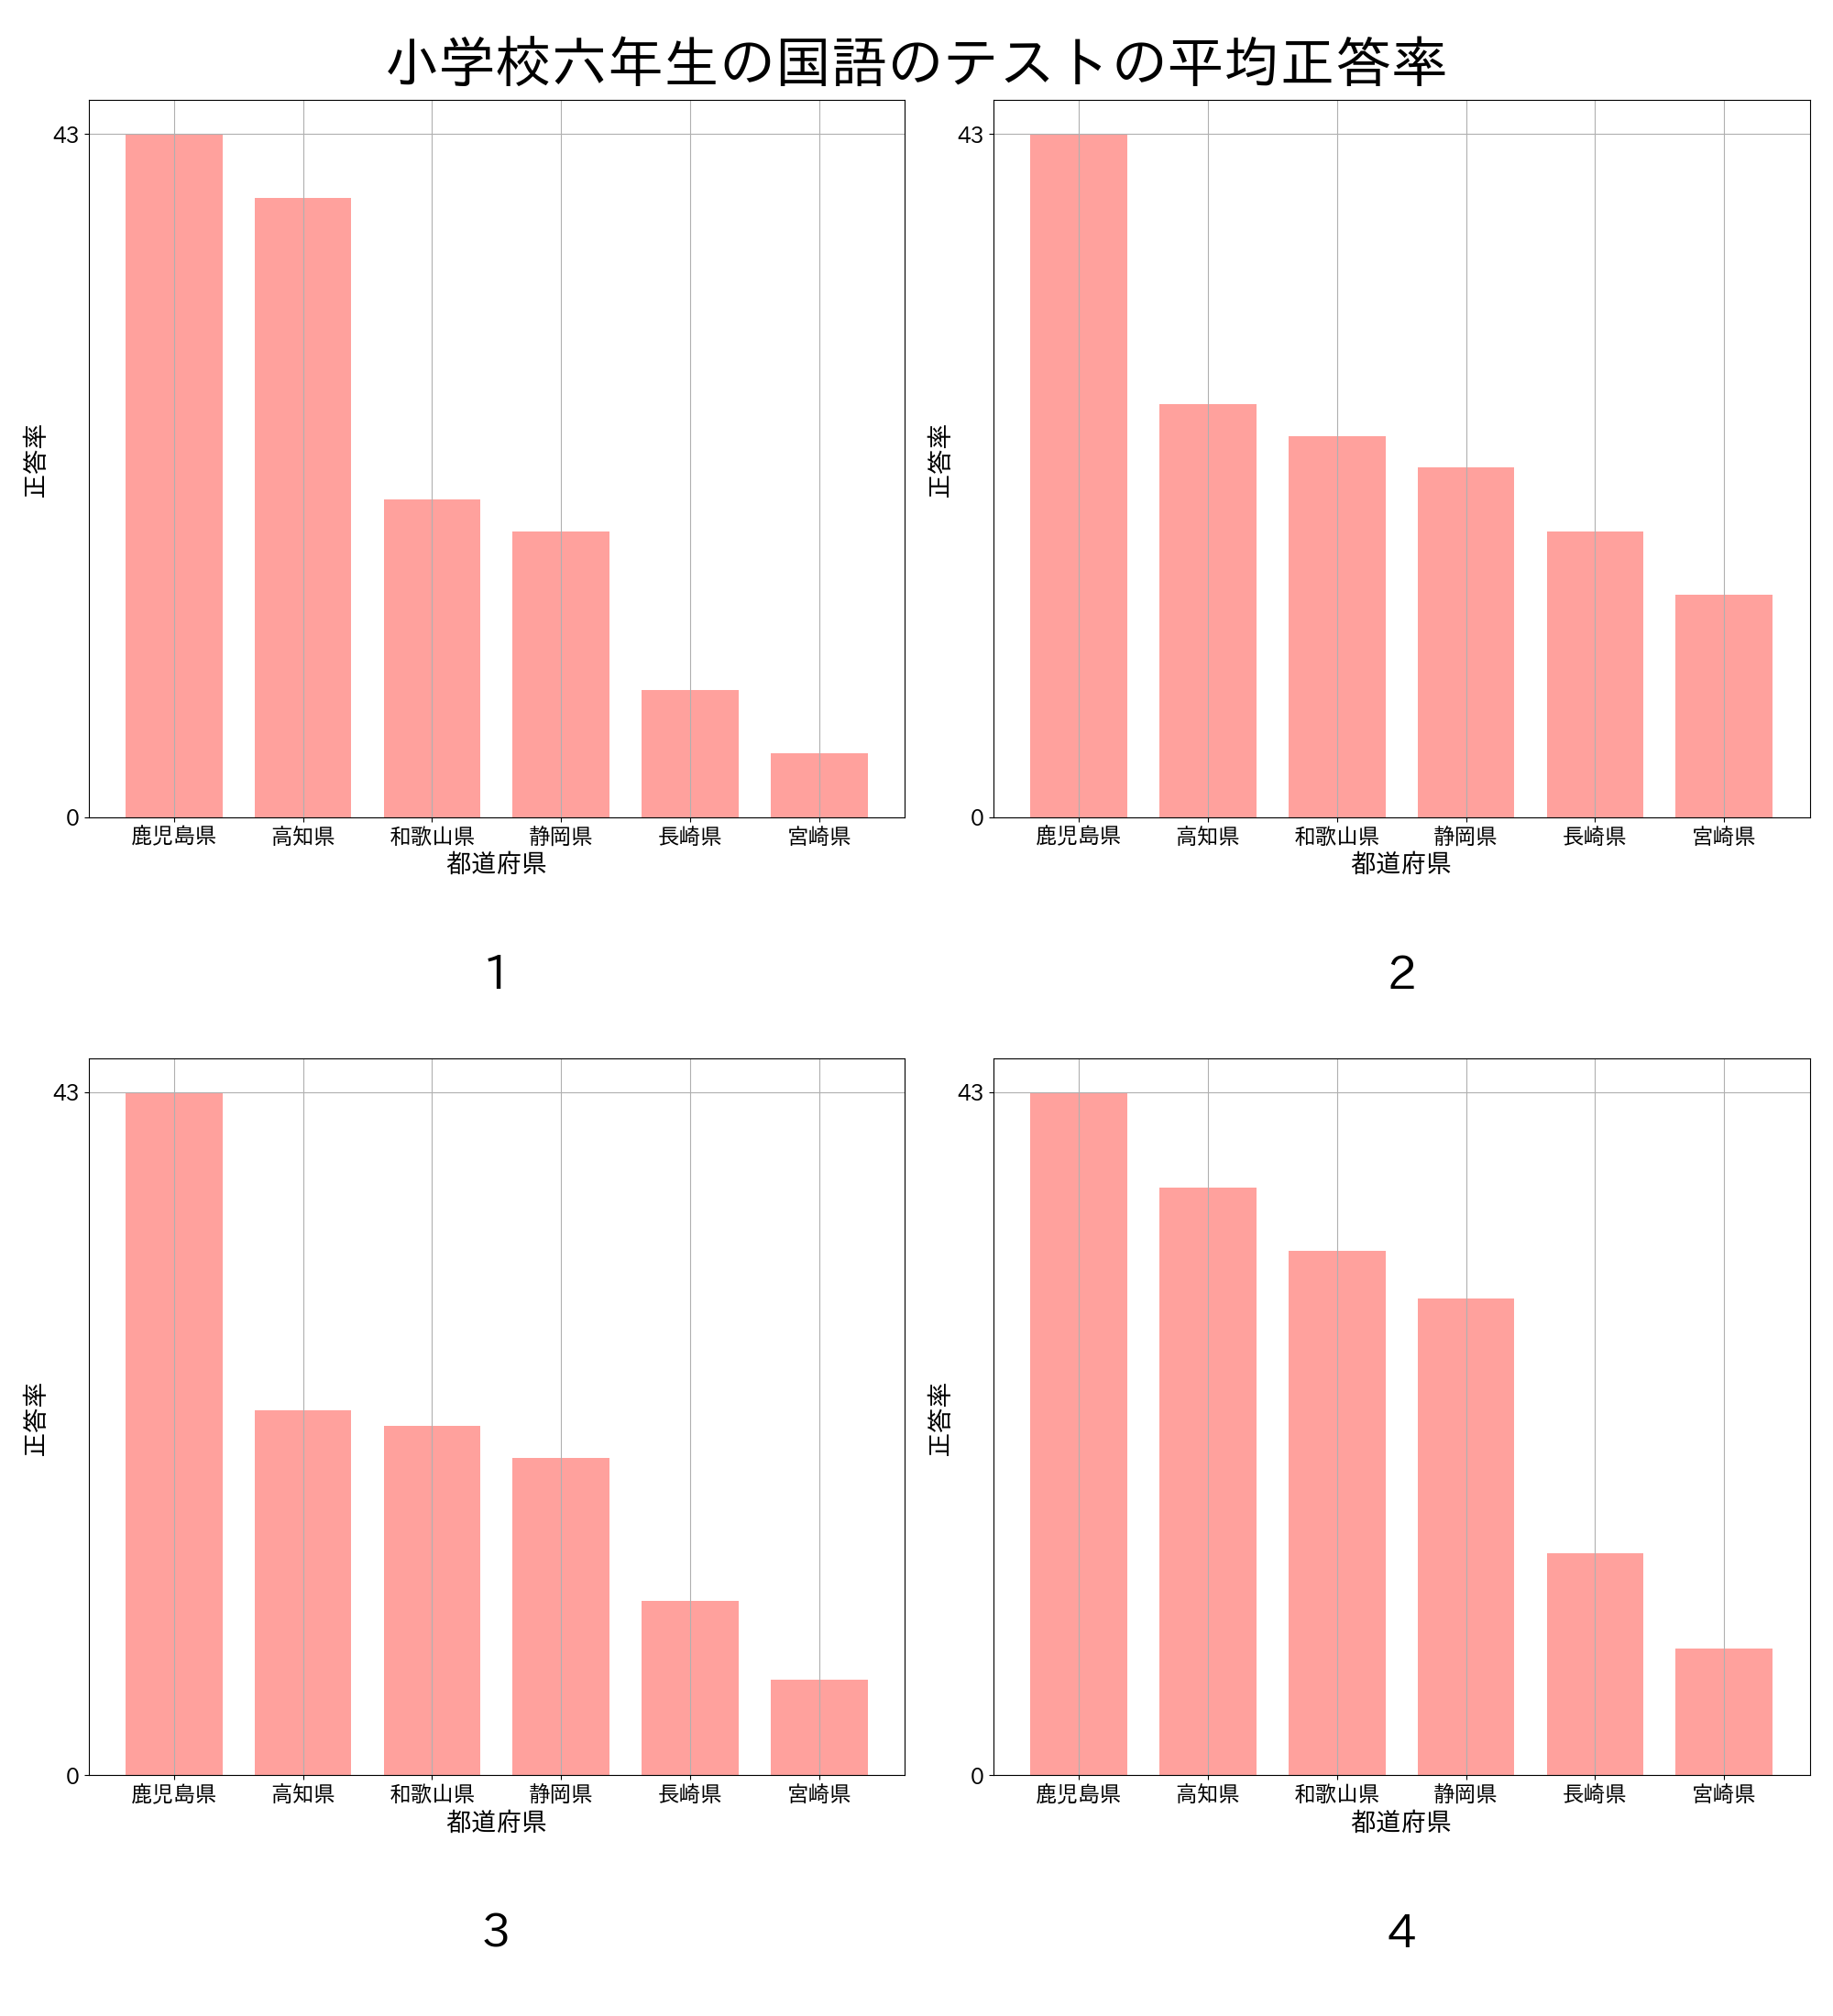 小学校六年生の国語のテストの平均正答率
43
正答率
0
鹿児島県 高知県 和歌山県 静岡県 長崎県 宮崎県
都道府県
1
43
正答率
0
鹿児島県 高知県 和歌山県 静岡県 長崎県 宮崎県
都道府県
2
43
正答率
0
鹿児島県 高知県 和歌山県 静岡県 長崎県 宮崎県
都道府県
3
43
正答率
0
鹿児島県 高知県 和歌山県 静岡県 長崎県 宮崎県
都道府県
4